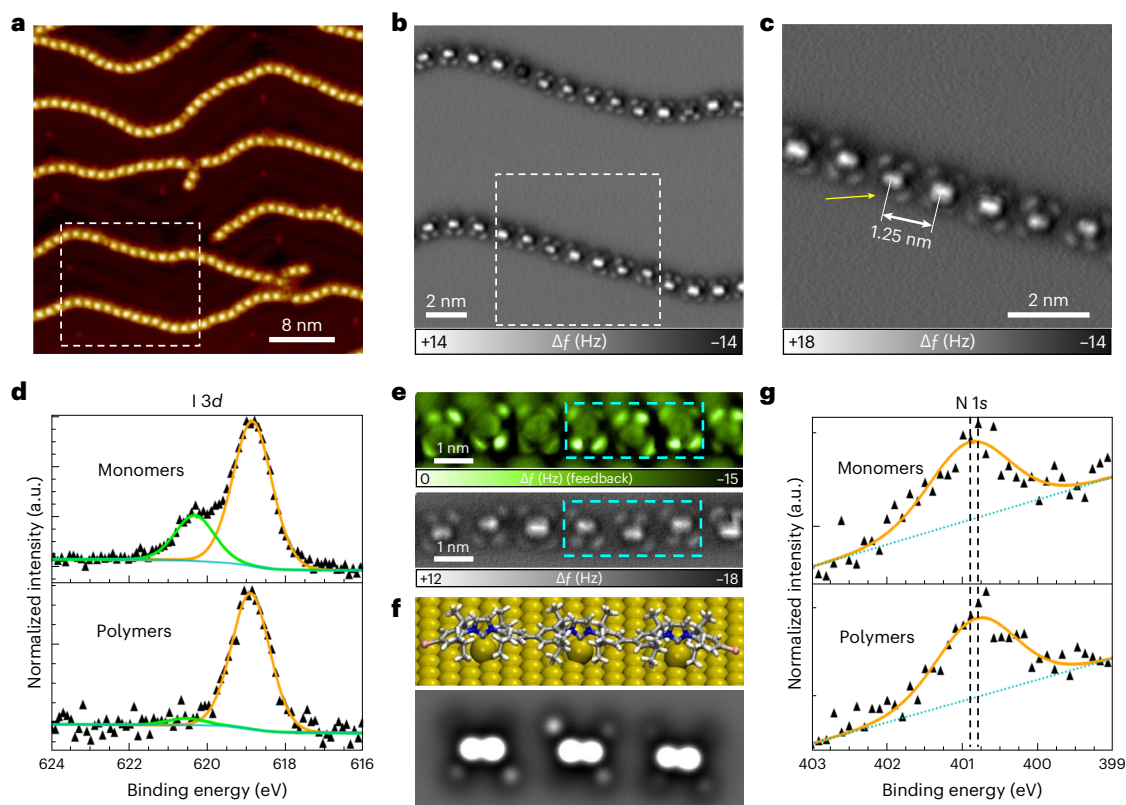 a
8 nm
b
2 nm
+14 Δf (Hz) −14
c
1.25 nm
2 nm
+18 Δf (Hz) −14
d
I 3d
Monomers
Polymers
Normalized intensity (a.u.)
624 622 620 618 616
Binding energy (eV)
e
1 nm
0 Δf (Hz) (feedback) −15
1 nm
+12 Δf (Hz) −18
f
g
N 1s
Monomers
Polymers
Normalized intensity (a.u.)
403 402 401 400 399
Binding energy (eV)